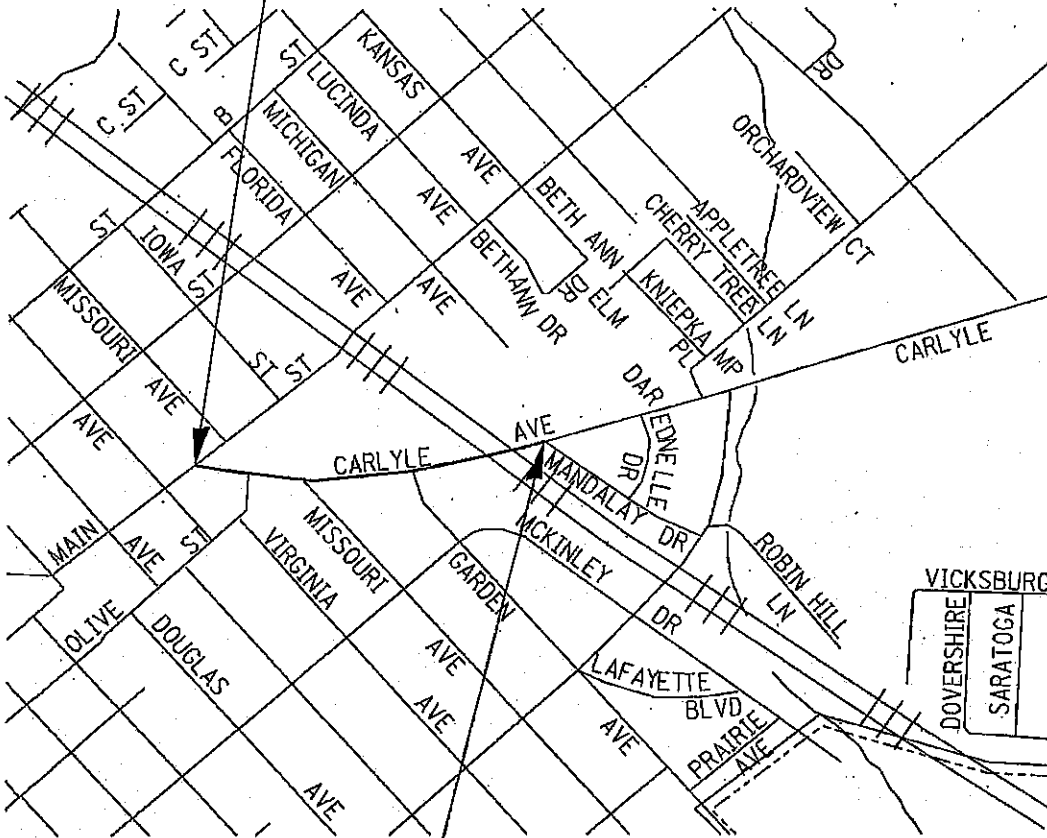 C ST
C ST
B ST
KANSAS AVE
LUCINDA AVE
MICHIGAN AVE
FLORIDA AVE
DR
ORCHARDVIEW CT
APPLETREE LN
CHERRY TREE LN
BETH ANN
BETHANN DR
DR
ELM
KNIEPKAMP
PL
ST
IOWA ST
ST
ST
MISSOURI AVE
AVE
AVE
CARLYLE
DAR EDNELLE
DR
AVE
CARLYLE
MANDALAY DR
MCKINLEY DR
MAIN
ST
OLIVE
VIRGINIA AVE
MISSOURI AVE
GARDEN AVE
DOUGLAS AVE
ROBIN HILL LN
LAFAYETTE
BLVD
PRAIRIE
AVE
VICKSBURG
DOVERSHIRE
SARATOGA